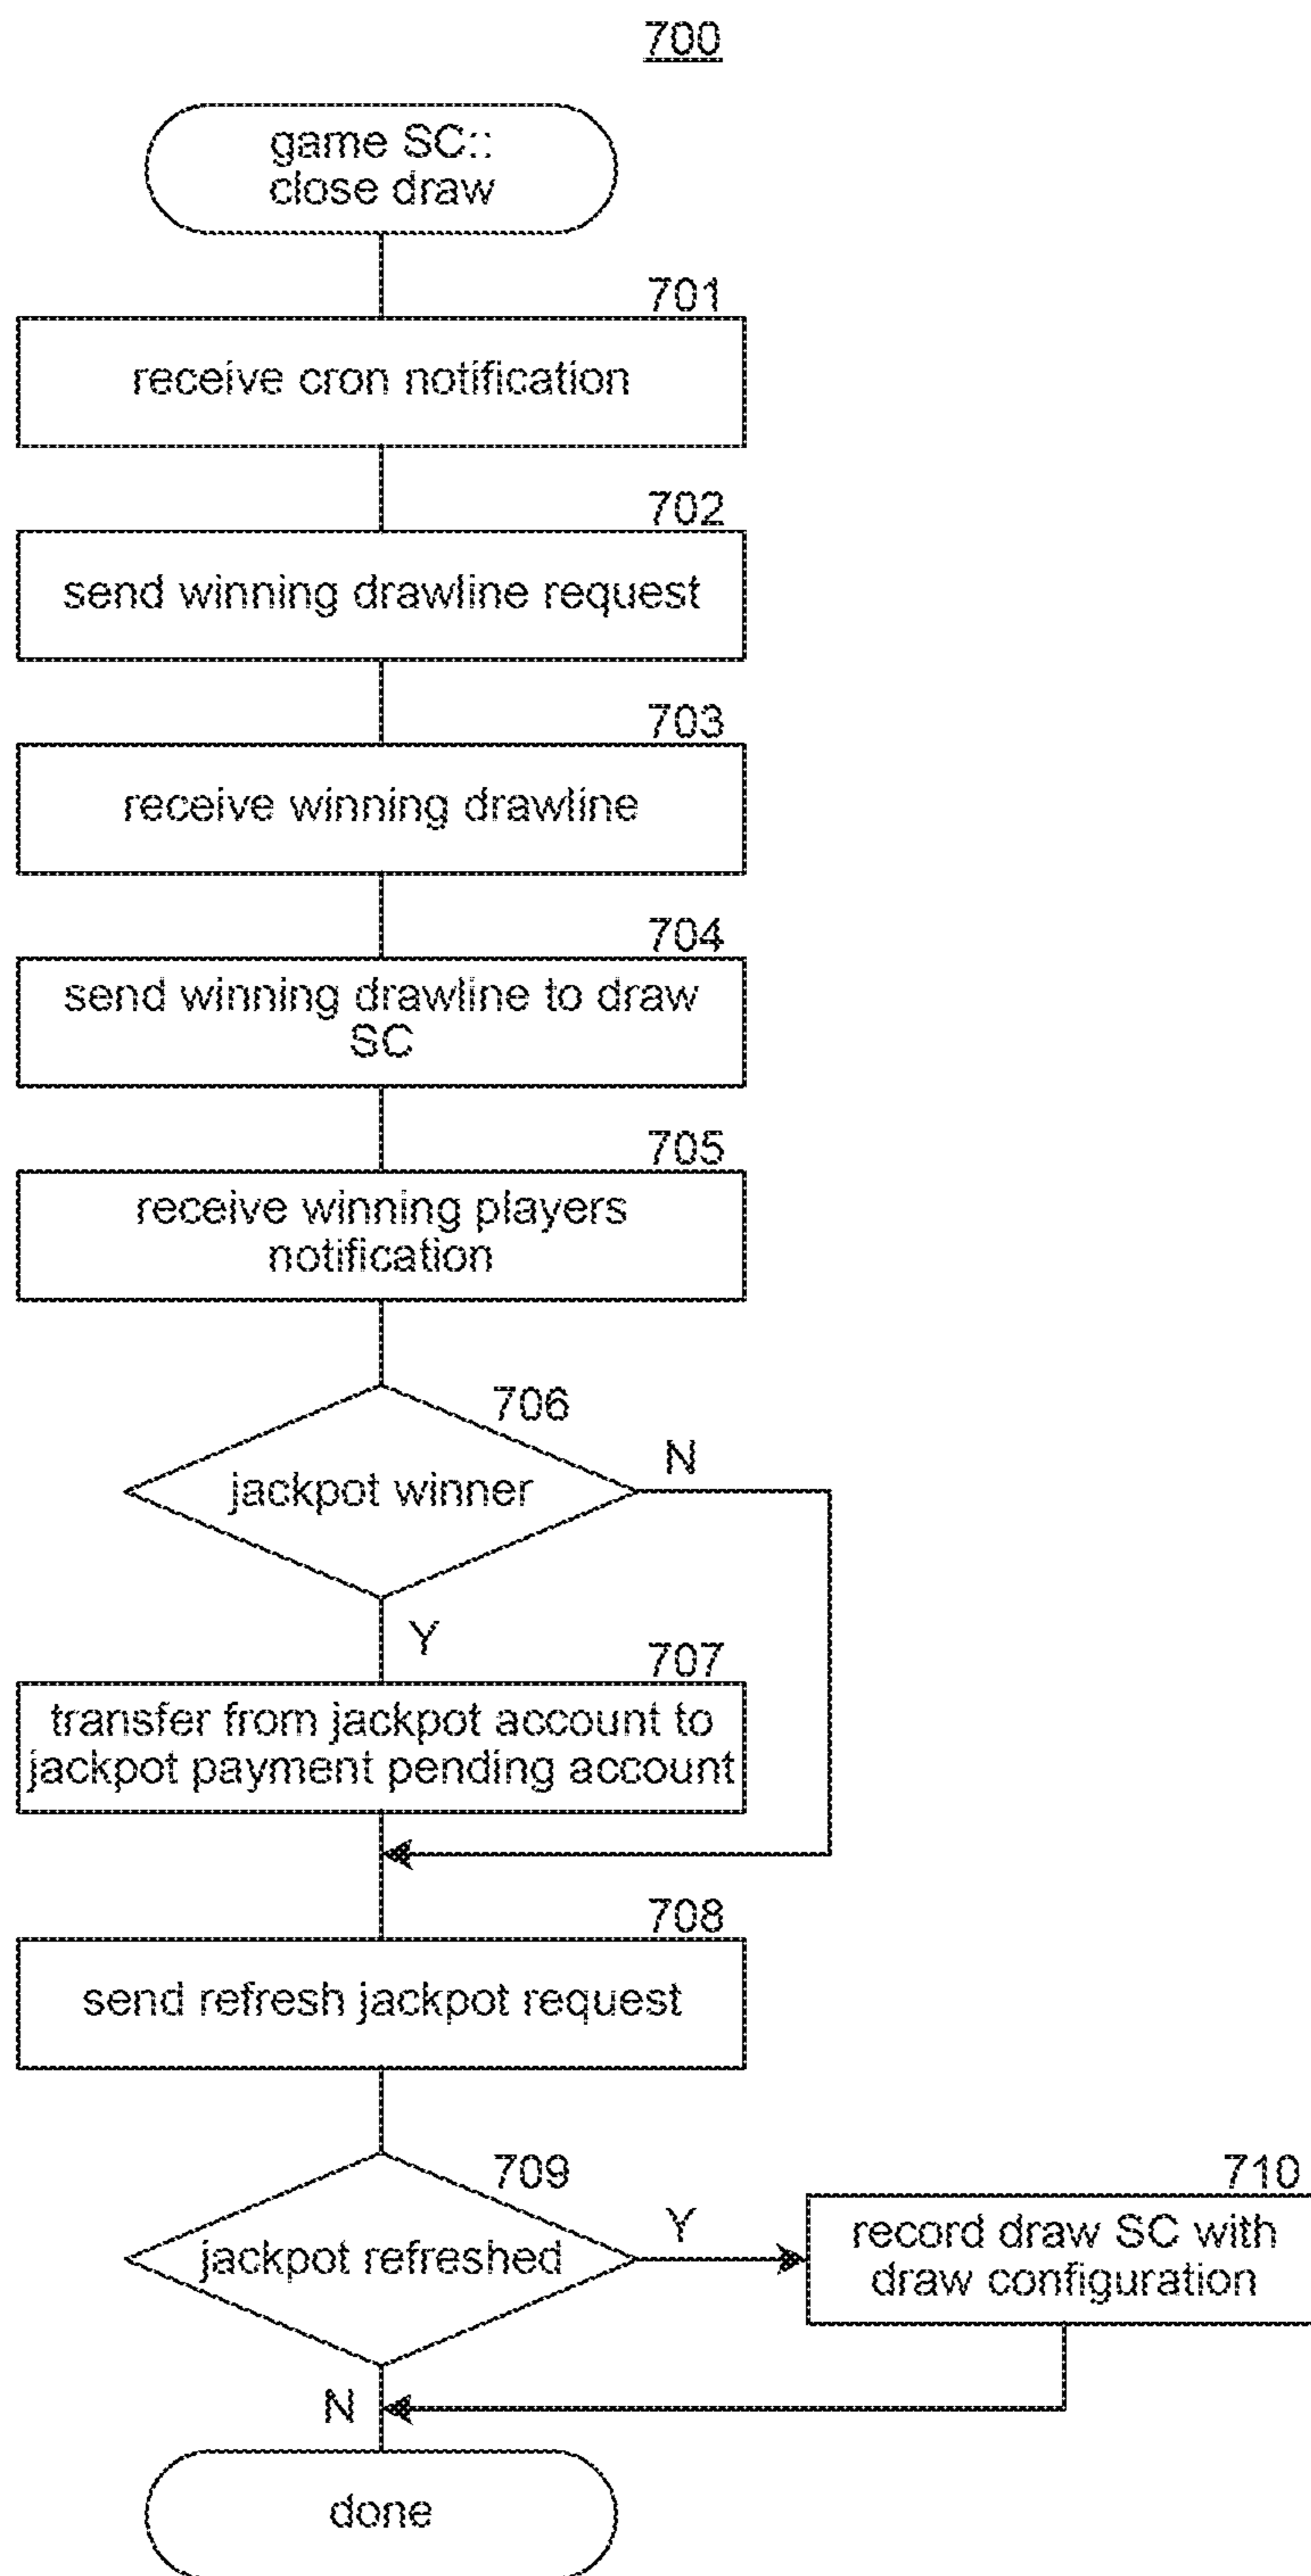 700
game SC::
close draw
701
receive cron notification
702
send winning drawline request
703
receive winning drawline
704
send winning drawline to draw
SC
705
receive winning players
notification
706
jackpot winner
N
Y
707
transfer from jackpot account to
jackpot payment pending account
708
send refresh jackpot request
709
jackpot refreshed
Y
710
record draw SC with
draw configuration
N
done